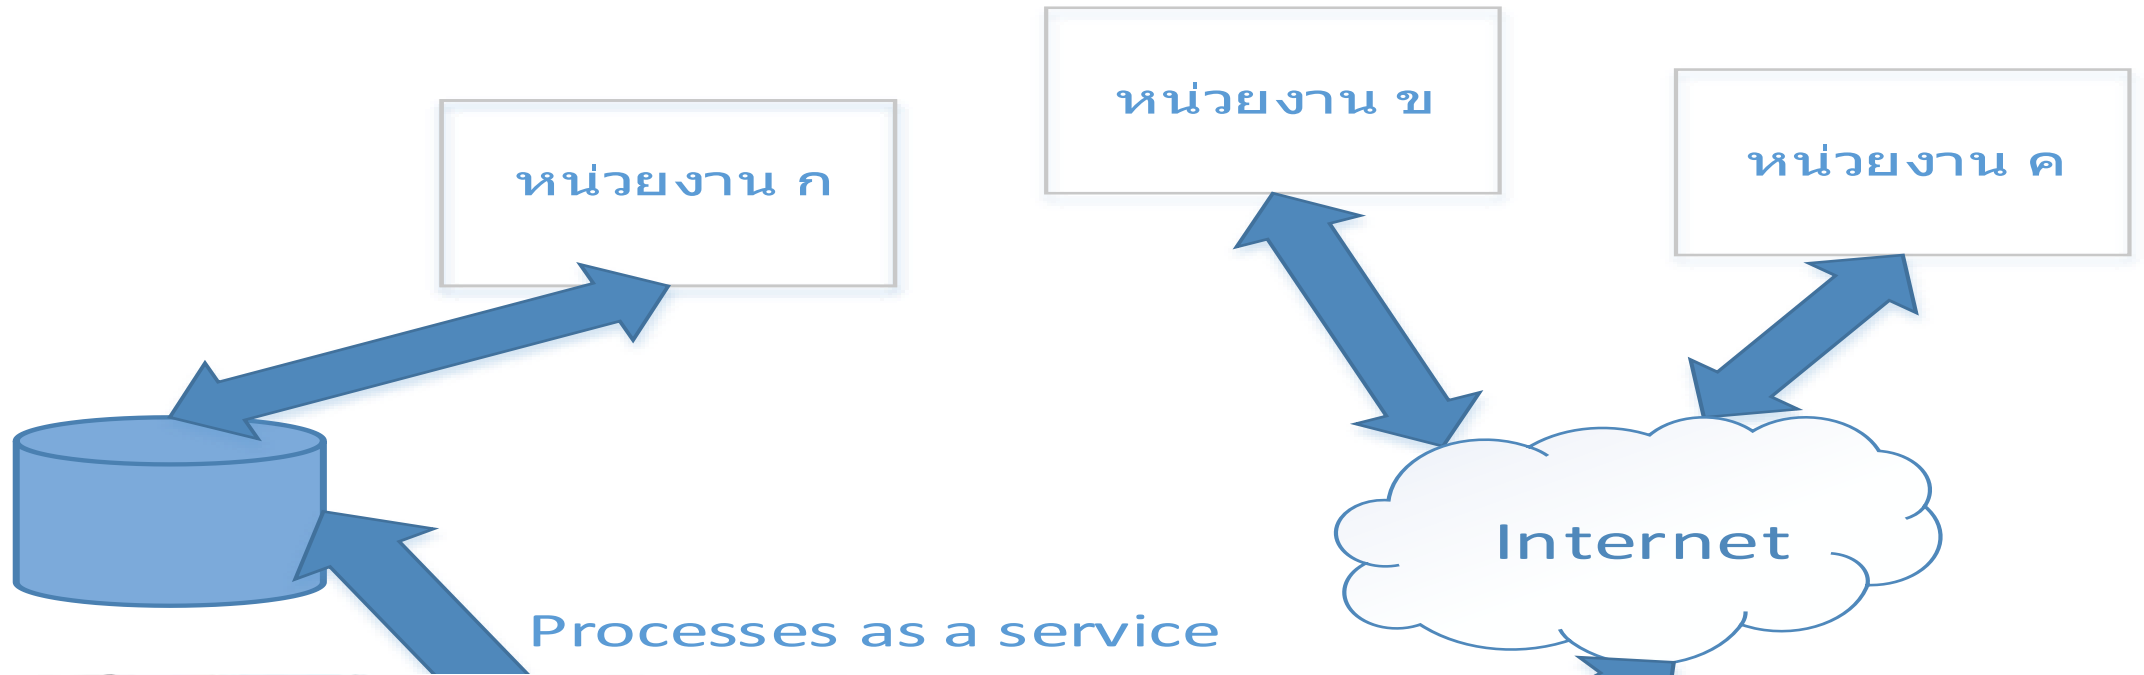 หน่วยงาน ข
หน่วยงาน ค
หน่วยงาน ก
Internet
Processes as a service